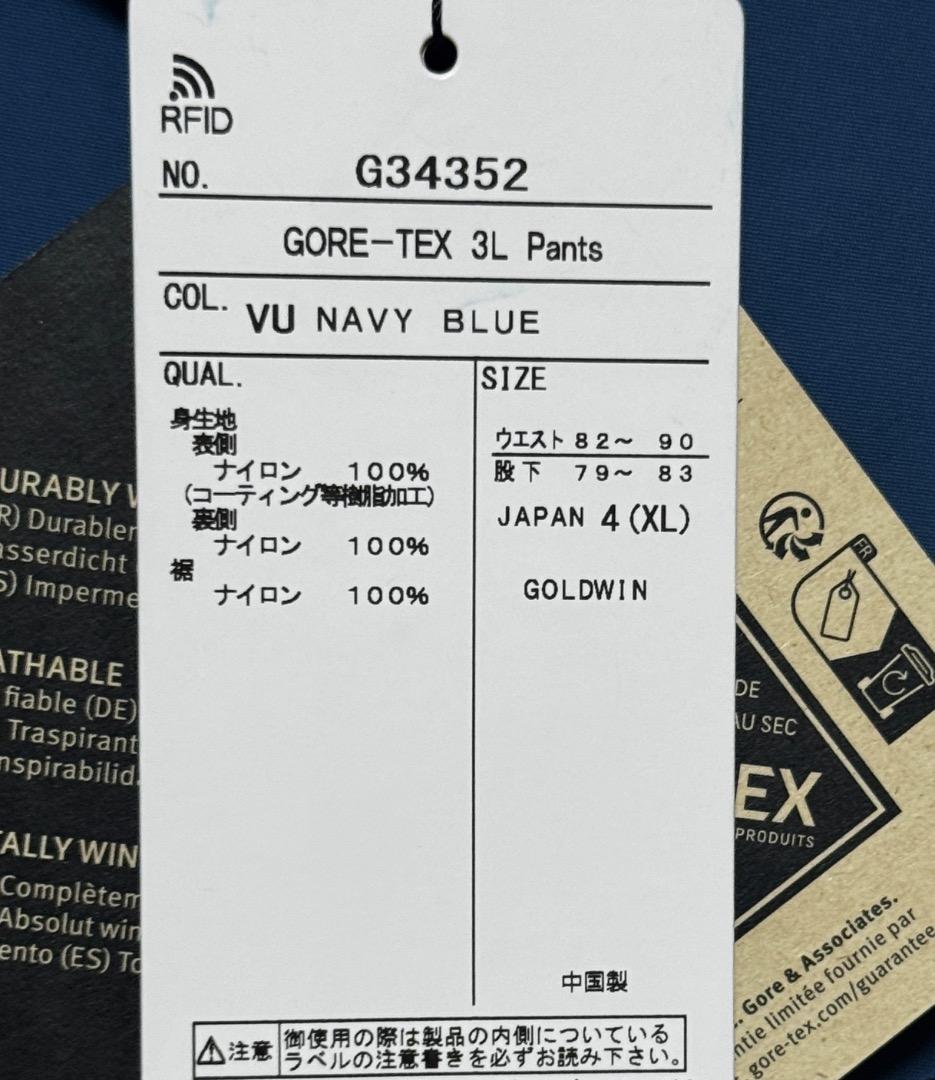 RFID
NO. G34352
GORE-TEX 3L Pants
COL. VU NAVY BLUE
QUAL.
身生地
表側
ナイロン 100%
(コーティング等樹脂加工)
裏側
ナイロン 100%
裾
ナイロン 100%
SIZE
ウエスト 82~ 90
股下 79~ 83
JAPAN 4 (XL)
GOLDWIN
中国製
注意
御使用の際は製品の内側についている
ラベルの注意書きを必ずお読み下さい。
URABLY W
R) Durable
asserdicht
S) Imperme
ATHABLE
fiable (DE)
Traspirant
nspirabilid
ALLY WIN
Complètem
Absolut win
ento (ES) To
FR
DE
AU SEC
EX
PRODUITS
. Gore & Associates.
ntie limitée fournie par
gore-tex.com/guarantee